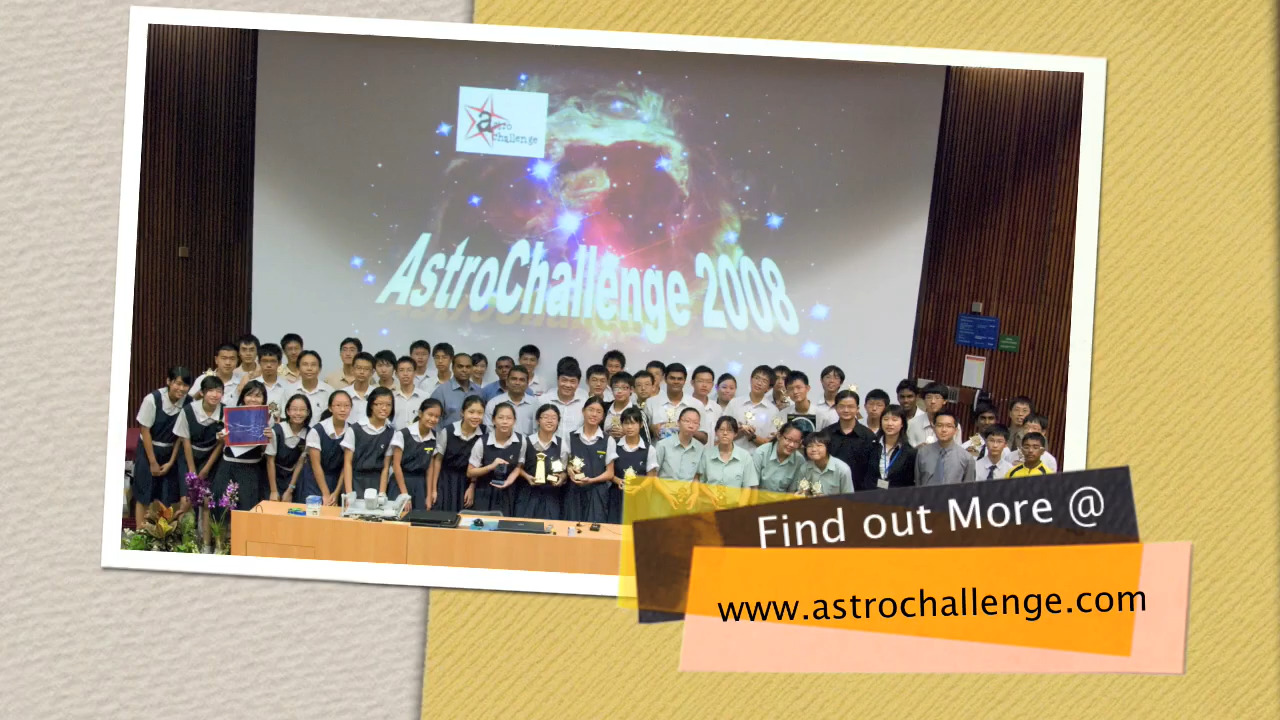 astro
challenge
AstroChallenge 2008
Find out More @
www.astrochallenge.com